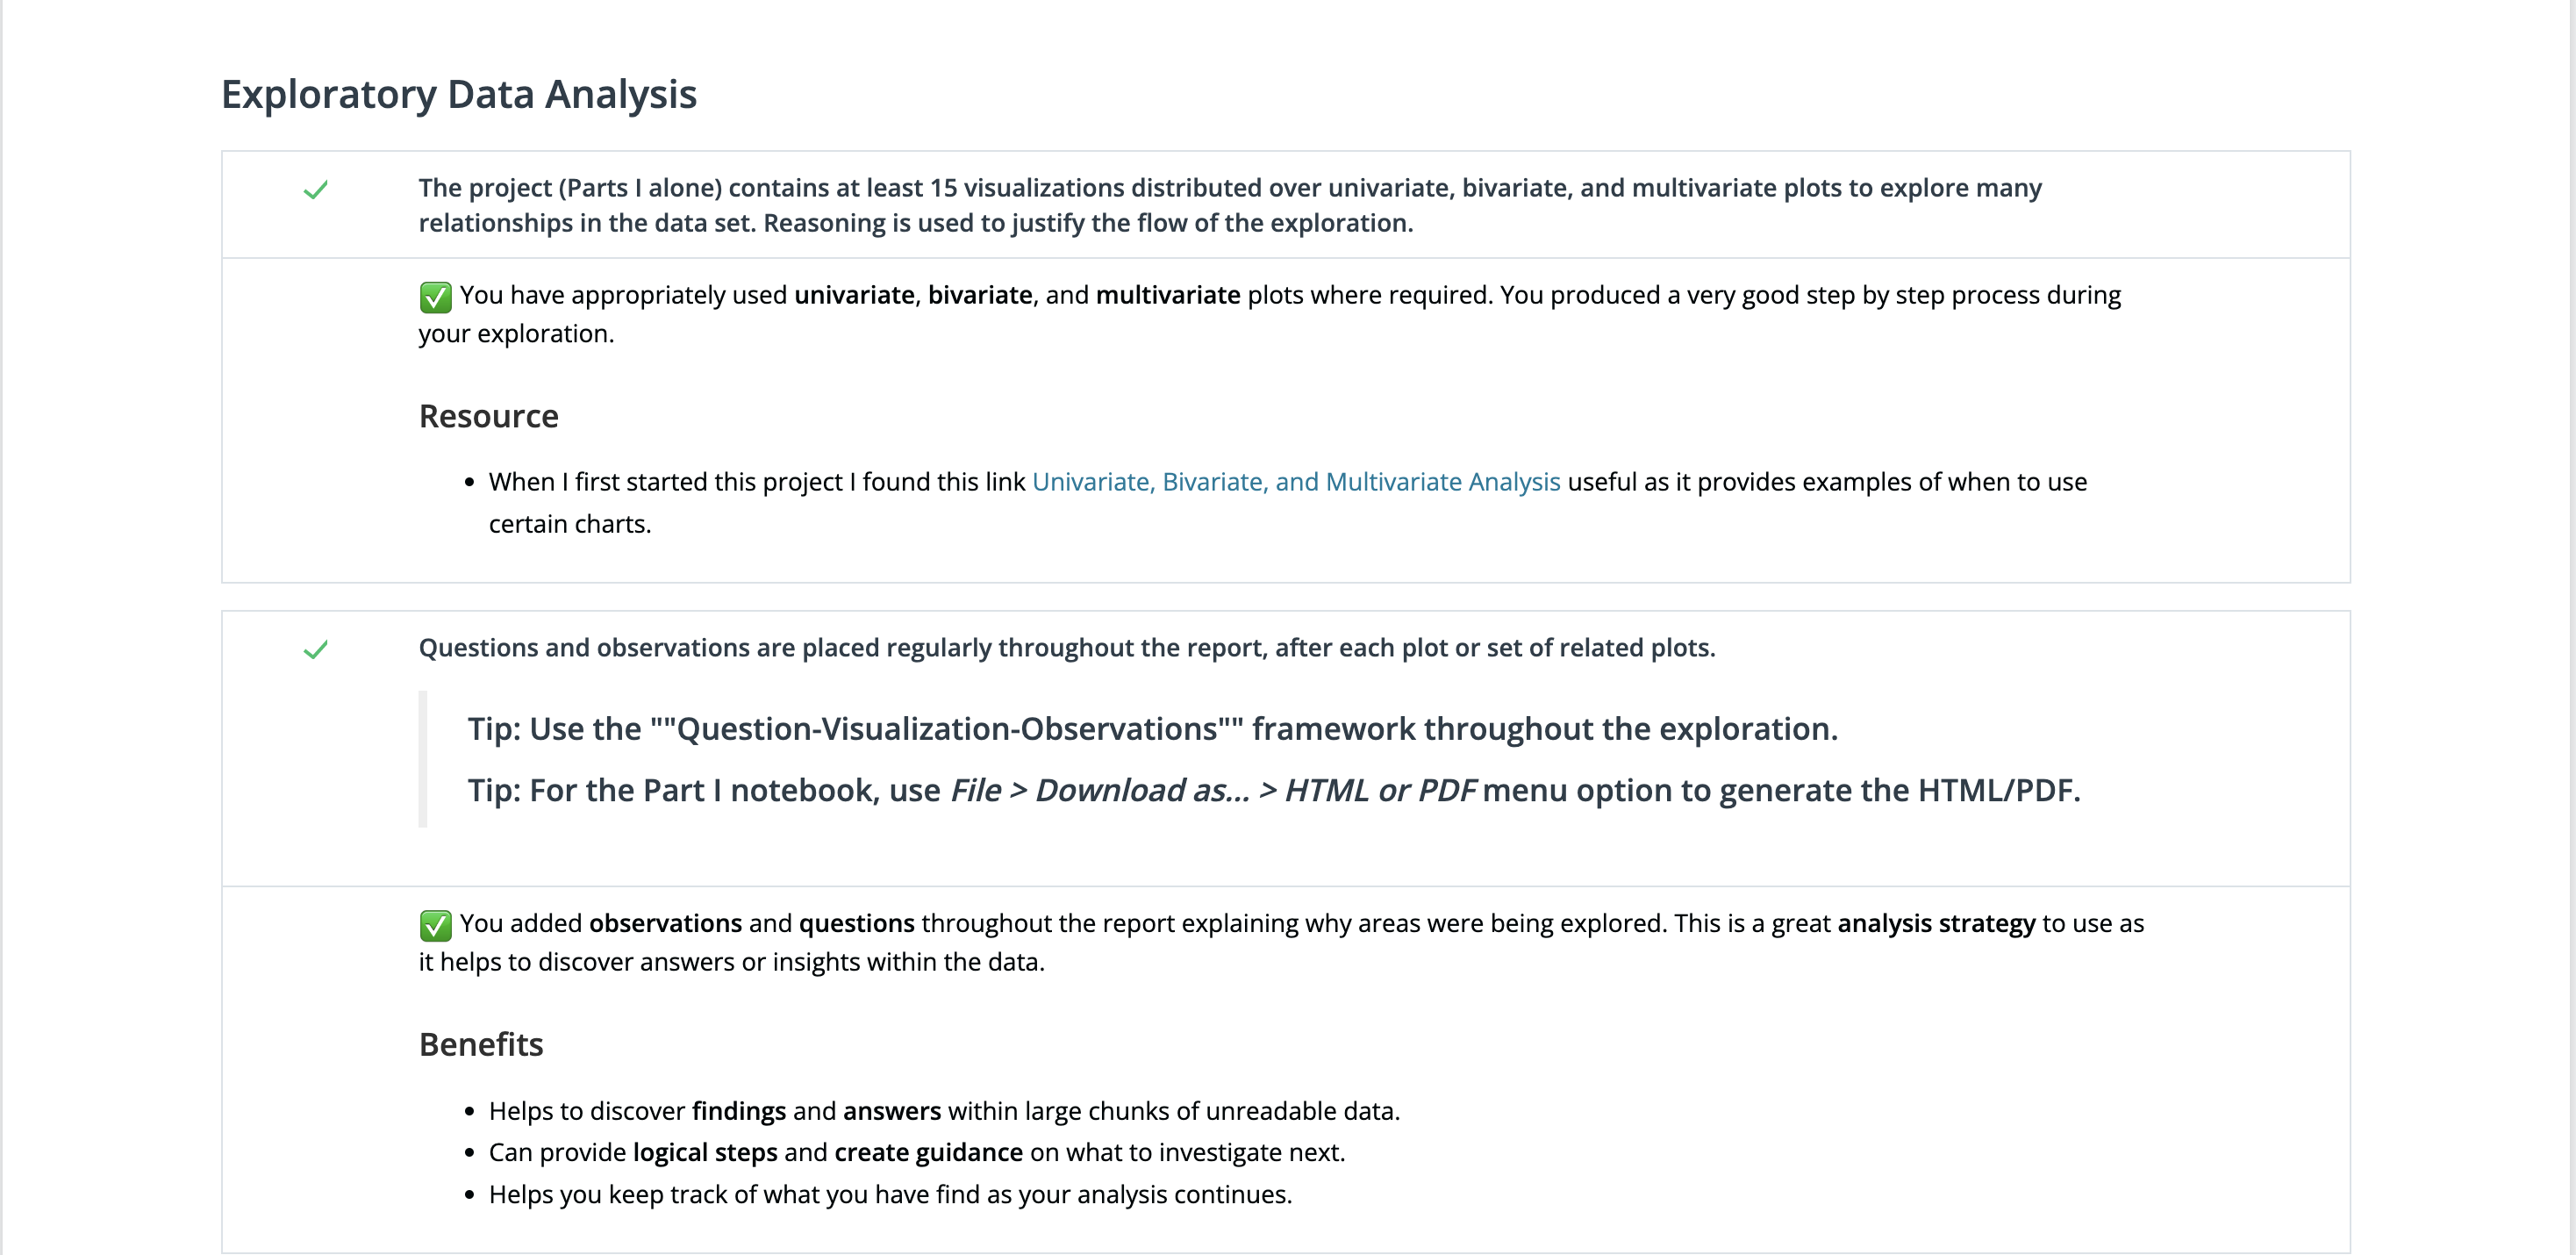 Exploratory Data Analysis
The project (Parts I alone) contains at least 15 visualizations distributed over univariate, bivariate, and multivariate plots to explore many
relationships in the data set. Reasoning is used to justify the flow of the exploration.
✅ You have appropriately used univariate, bivariate, and multivariate plots where required. You produced a very good step by step process during
your exploration.
Resource
• When I first started this project I found this link Univariate, Bivariate, and Multivariate Analysis useful as it provides examples of when to use
certain charts.
Questions and observations are placed regularly throughout the report, after each plot or set of related plots.
Tip: Use the ""Question-Visualization-Observations"" framework throughout the exploration.
Tip: For the Part I notebook, use File > Download as... > HTML or PDF menu option to generate the HTML/PDF.
✅ You added observations and questions throughout the report explaining why areas were being explored. This is a great analysis strategy to use as
it helps to discover answers or insights within the data.
Benefits
• Helps to discover findings and answers within large chunks of unreadable data.
• Can provide logical steps and create guidance on what to investigate next.
• Helps you keep track of what you have find as your analysis continues.